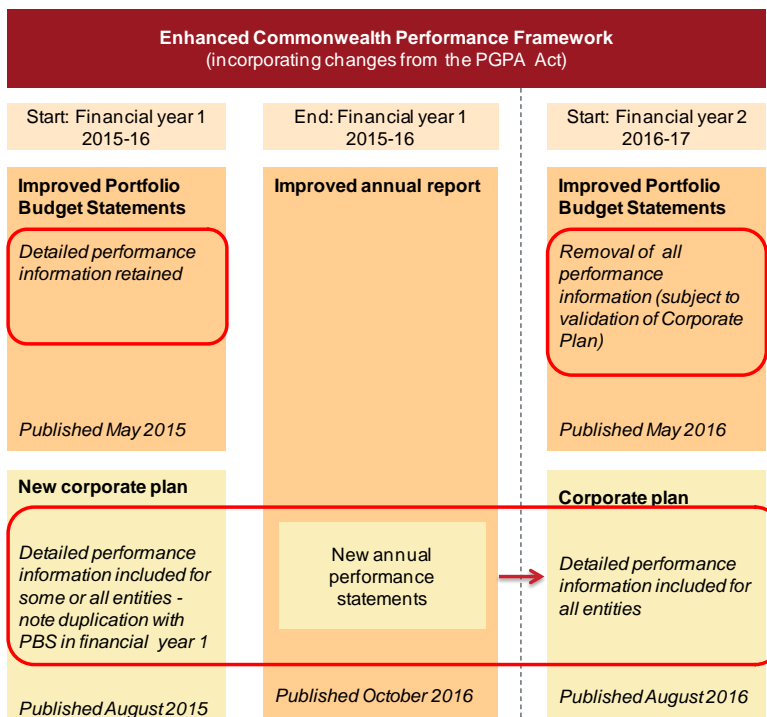 Enhanced Commonwealth Performance Framework
(incorporating changes from the PGPA Act)
Start: Financial year 1
2015-16
End: Financial year 1
2015-16
Start: Financial year 2
2016-17
Improved Portfolio
Budget Statements
Detailed performance
information retained
Published May 2015
Improved annual report
Improved Portfolio
Budget Statements
Removal of all
performance
information (subject to
validation of Corporate
Plan)
Published May 2016
New corporate plan
Detailed performance
information included for
some or all entities -
note duplication with
PBS in financial year 1
Published August 2015
New annual
performance
statements
Published October 2016
Corporate plan
Detailed performance
information included for
all entities
Published August 2016